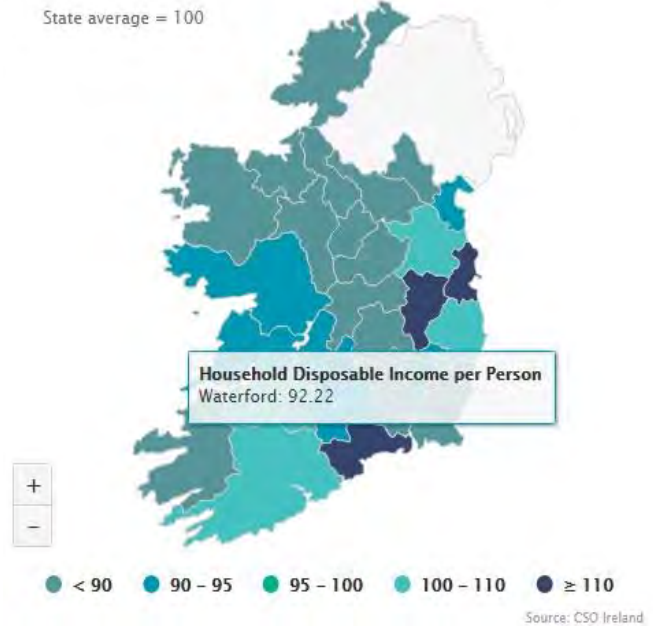 State average = 100
Household Disposable Income per Person
Waterford: 92.22
+
−
< 90
90 – 95
95 – 100
100 – 110
≥ 110
Source: CSO Ireland